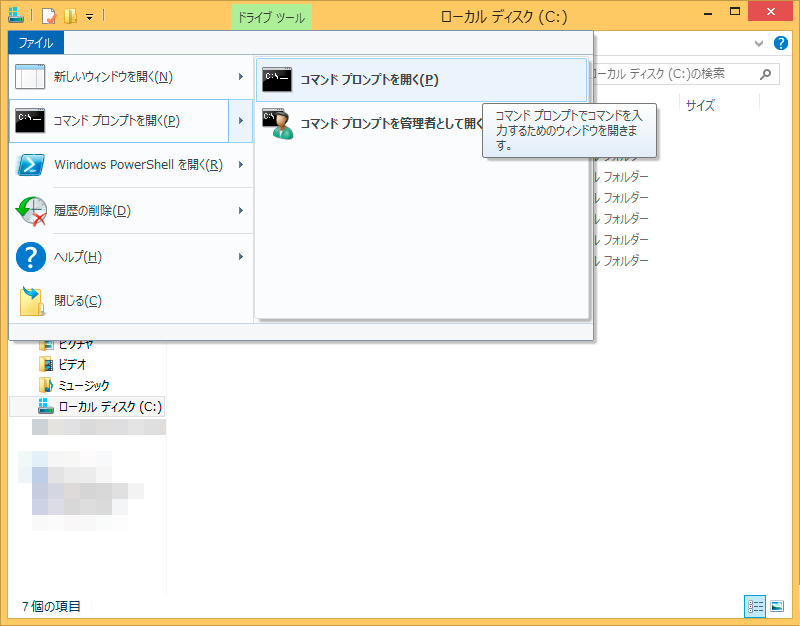 ドライブ ツール
ローカル ディスク (C:)
ファイル
新しいウィンドウを開く(N)
コマンド プロンプトを開く(P)
Windows PowerShell を開く(R)
履歴の削除(D)
ヘルプ(H)
閉じる(C)
コマンド プロンプトを開く(P)
コマンド プロンプトを管理者として開く
コマンド プロンプトでコマンドを入
力するためのウィンドウを開きま
す。
ーカル ディスク (C:)の検索
サイズ
ル フォルダー
ル フォルダー
ル フォルダー
ル フォルダー
ル フォルダー
ピクチャ
ビデオ
ミュージック
ローカル ディスク (C:)
7 個の項目